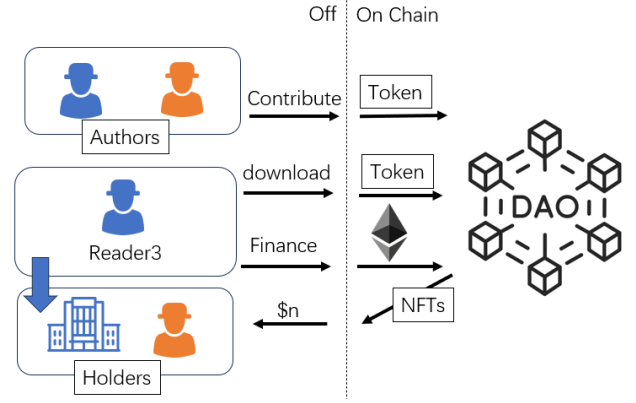 Off
On Chain
Contribute
Token
Authors
download
Token
DAO
Reader3
Finance
NFTs
$n
Holders